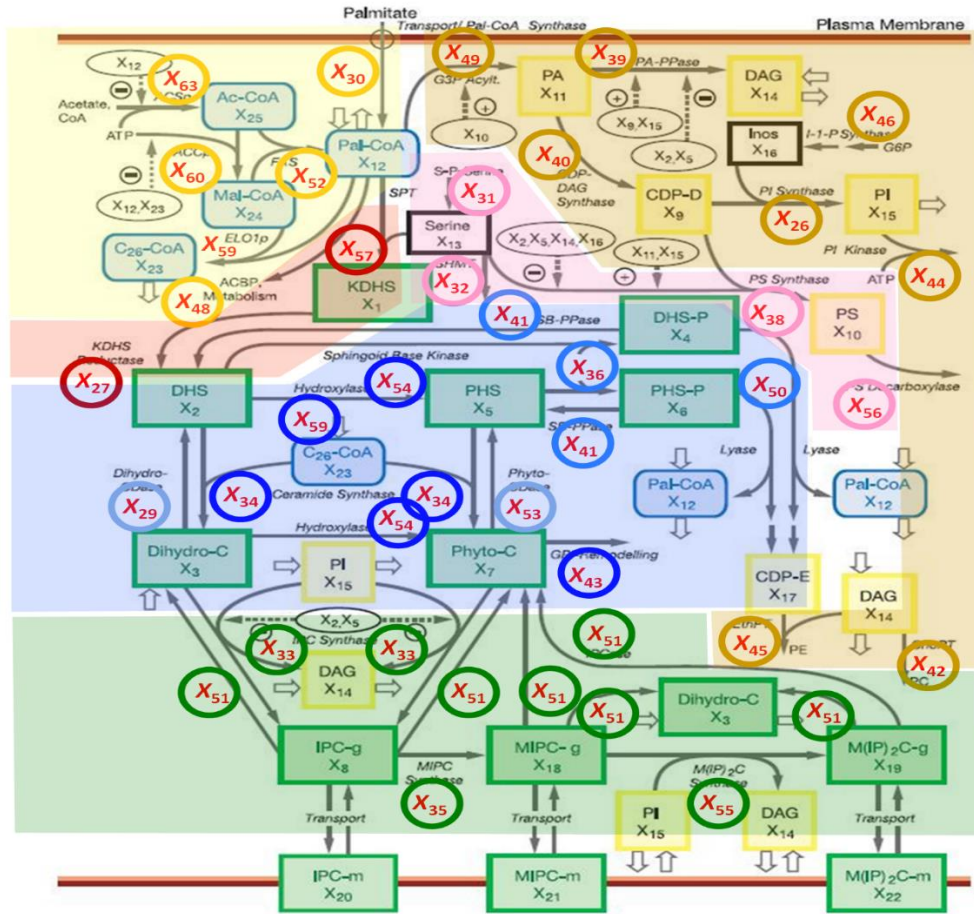 Palmitate
Transport/ Pal-CoA Synthase
Plasma Membrane
X12
X63
X30
X49
G3P Acylt.
X39
PA-PPase
PA
X11
DAG
X14
Acetate,
CoA
Ac-CoA
X25
ATP
X10
X9,X15
X2,X5
Inos
X16
X46
I-1-P Synthase
G6P
Pal-CoA
X12
X60
X52
X40
CDP-
DAG
Synthase
X12,X23
Mal-CoA
X24
SPT
X31
CDP-D
X9
PI Synthase
X26
PI
X15
C26-CoA
X23
X59
ELO1p
Serine
X13
X2,X5,X14,X16
X11,X15
PI Kinase
X57
ACBP,
Metabolism
X48
KDHS
X1
SHMT
X32
PS Synthase
ATP
X44
X41
SB-PPase
DHS-P
X4
X38
PS
X10
KDHS
Reductase
X27
Sphingoid Base Kinase
DHS
X2
Hydroxylase
X54
PHS
X5
X36
PHS-P
X6
X50
Decarboxylase
X56
X59
SB-PPase
X41
C26-CoA
X23
Lyase
Lyase
Dihydro-
X29
X34
Ceramide Synthase
X34
Phyto-
X53
Pal-CoA
X12
Pal-CoA
X12
Hydroxylase
X54
Dihydro-C
X3
PI
X15
Phyto-C
X7
Remodelling
X43
CDP-E
X17
DAG
X14
X2,X5
IPC Synthase
X33
X33
X51
X45
PE
X42
PC
DAG
X14
X51
X51
X51
X51
Dihydro-C
X3
X51
IPC-g
X8
MIPC
Synthase
X35
MIPC- g
X18
M(IP)2C
Synthase
X55
M(IP)2C-g
X19
PI
X15
DAG
X14
Transport
Transport
Transport
IPC-m
X20
MIPC-m
X21
M(IP)2C-m
X22